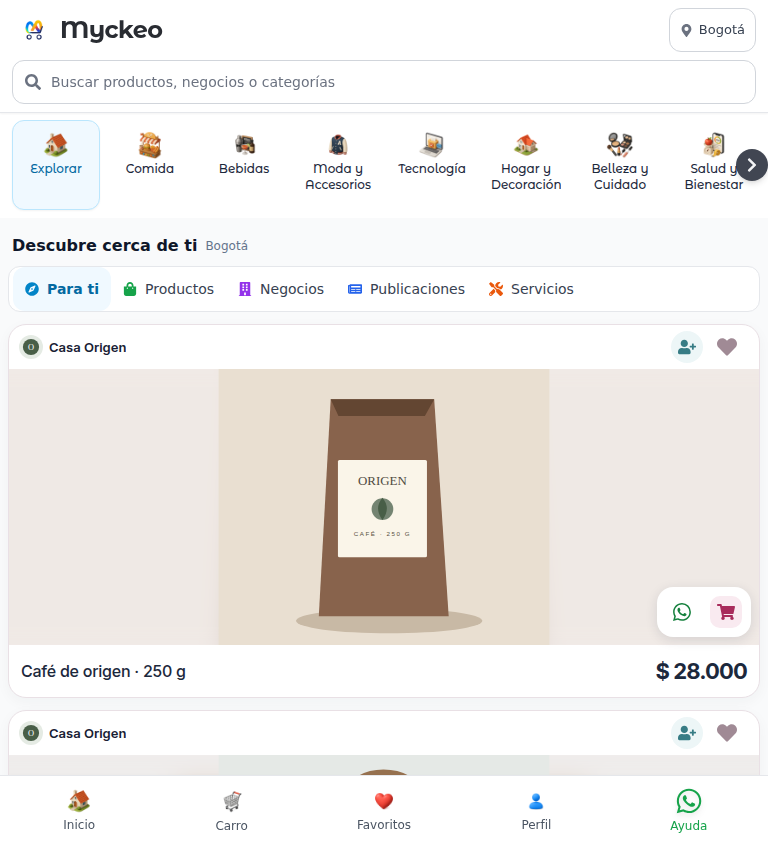 Myckeo
Bogotá
Buscar productos, negocios o categorías
Explorar
Comida
Bebidas
Moda y
Accesorios
Tecnología
Hogar y
Decoración
Belleza y
Cuidado
Salud y
Bienestar
Descubre cerca de ti Bogotá
Para ti
Productos
Negocios
Publicaciones
Servicios
O Casa Origen
ORIGEN
CAFÉ · 250 G
Café de origen · 250 g
$ 28.000
O Casa Origen
Inicio
Carro
Favoritos
Perfil
Ayuda